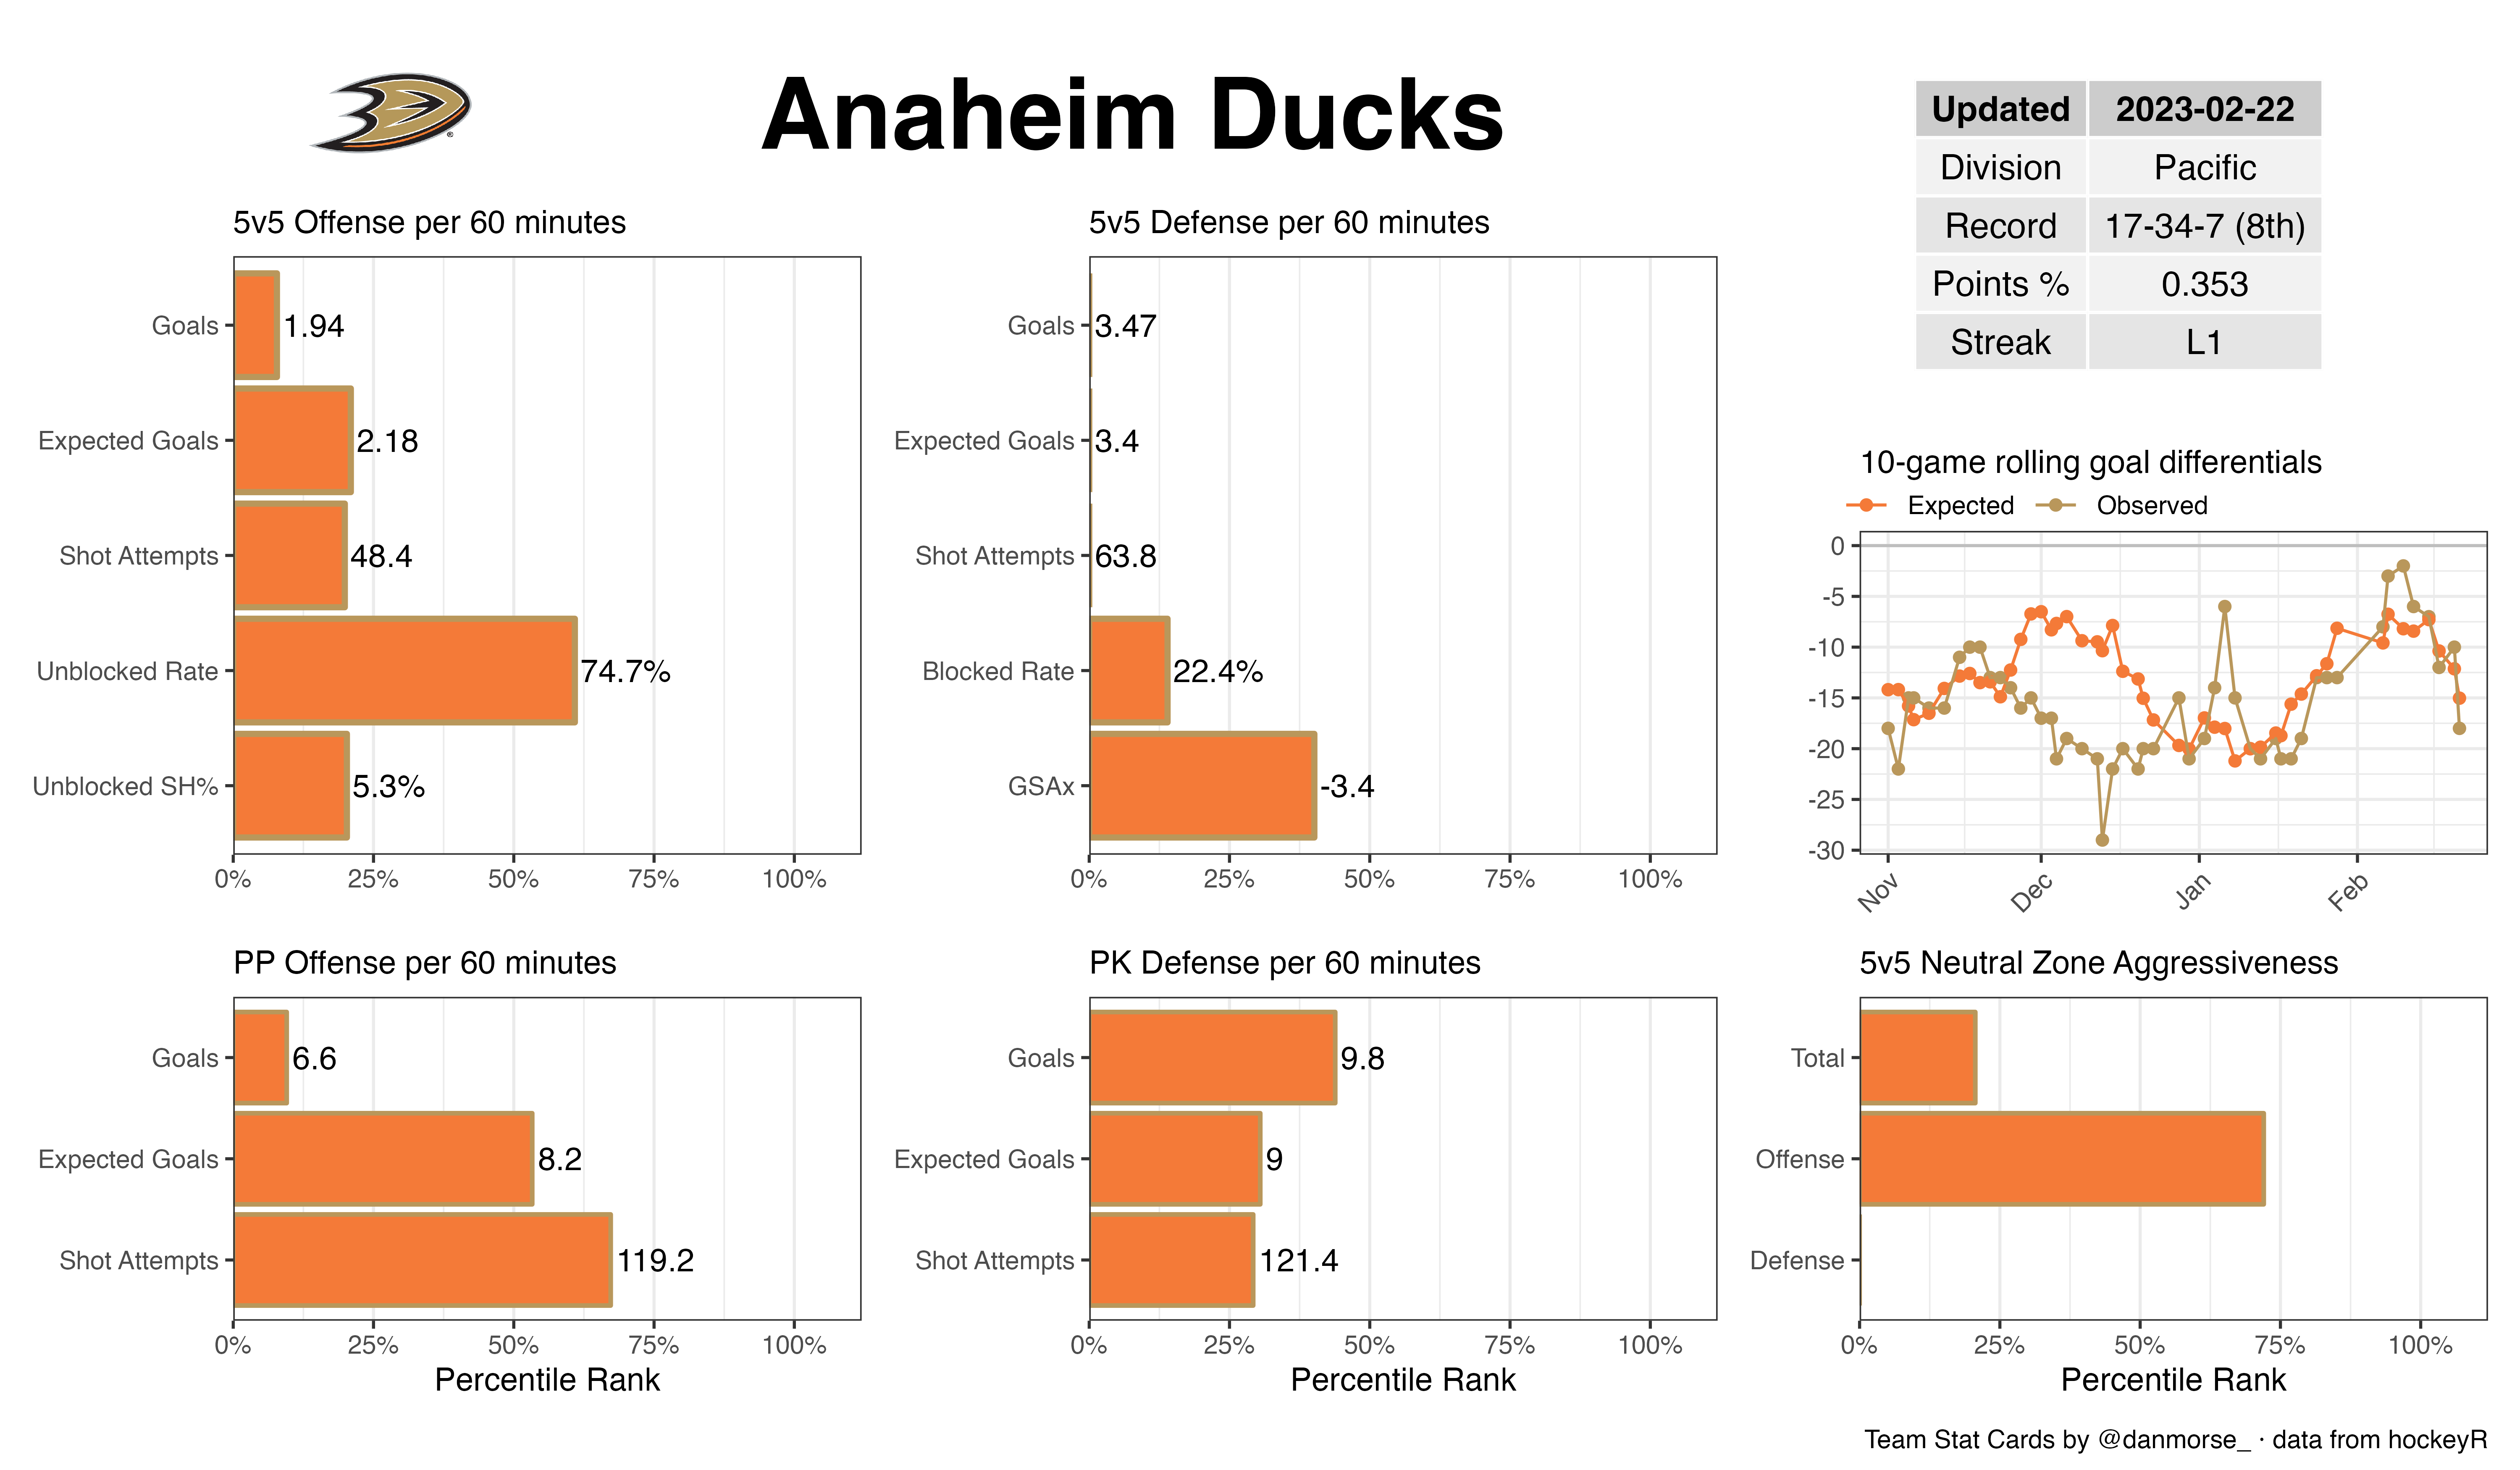 Anaheim Ducks
Updated 2023-02-22
Division Pacific
Record 17-34-7 (8th)
Points % 0.353
Streak L1
5v5 Offense per 60 minutes
Goals 1.94
Expected Goals 2.18
Shot Attempts 48.4
Unblocked Rate 74.7%
Unblocked SH% 5.3%
0% 25% 50% 75% 100%
5v5 Defense per 60 minutes
Goals 3.47
Expected Goals 3.4
Shot Attempts 63.8
Blocked Rate 22.4%
GSAx -3.4
0% 25% 50% 75% 100%
10-game rolling goal differentials
Expected Observed
0
-5
-10
-15
-20
-25
-30
Nov Dec Jan Feb
PP Offense per 60 minutes
Goals 6.6
Expected Goals 8.2
Shot Attempts 119.2
0% 25% 50% 75% 100%
Percentile Rank
PK Defense per 60 minutes
Goals 9.8
Expected Goals 9
Shot Attempts 121.4
0% 25% 50% 75% 100%
Percentile Rank
5v5 Neutral Zone Aggressiveness
Total
Offense
Defense
0% 25% 50% 75% 100%
Percentile Rank
Team Stat Cards by @danmorse_ · data from hockeyR